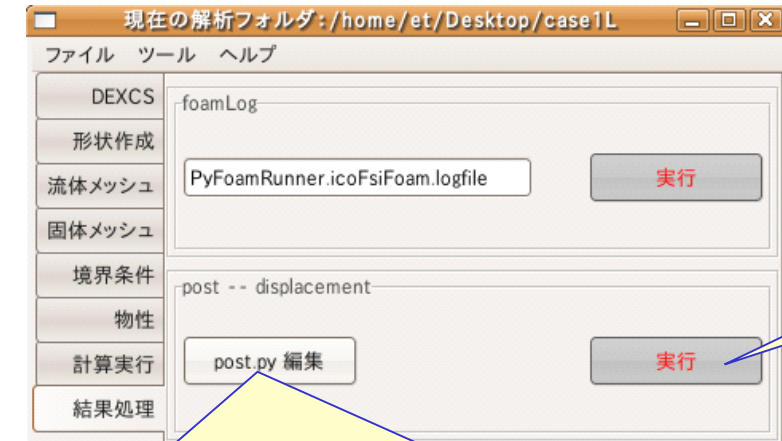 現在の解析フォルダ:/home/et/Desktop/case1L
ファイル ツール ヘルプ
DEXCS
形状作成
流体メッシュ
固体メッシュ
境界条件
物性
計算実行
結果処理
foamLog
PyFoamRunner.icoFsiFoam.logfile
実行
post -- displacement
post.py 編集
実行